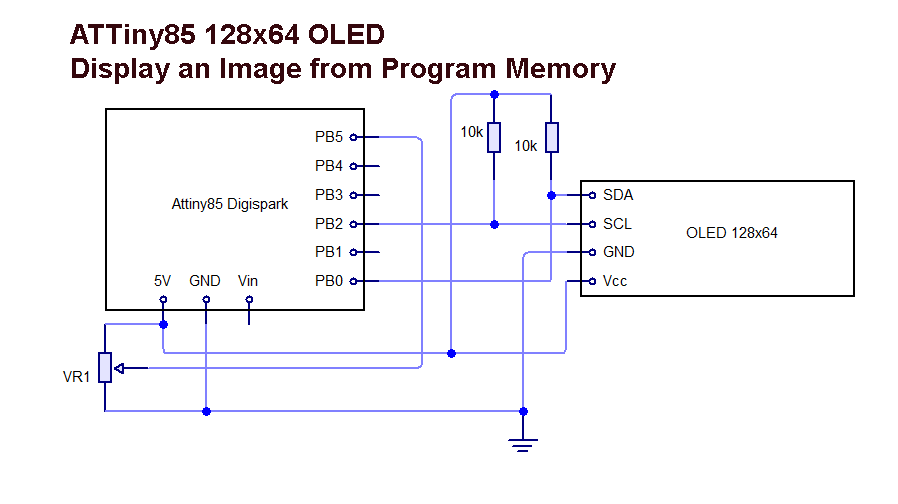 ATTiny85 128x64 OLED
Display an Image from Program Memory
PB5
PB4
PB3
PB2
PB1
PB0
Attiny85 Digispark
5V GND Vin
VR1
10k
10k
SDA
SCL
GND
Vcc
OLED 128x64